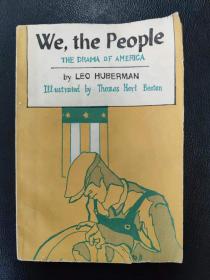 We, the People
THE DRAMA OF AMERICA
by LEO HUBERMAN
Illustrated by Thomas Hart Benton